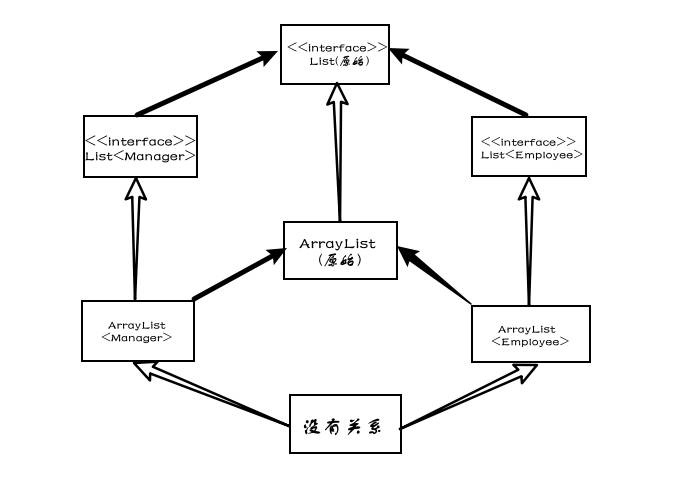 <<interface>>
List(原始)
<<interface>>
List<Manager>
<<interface>>
List<Employee>
ArrayList
(原始)
ArrayList
<Manager>
ArrayList
<Employee>
没有关系